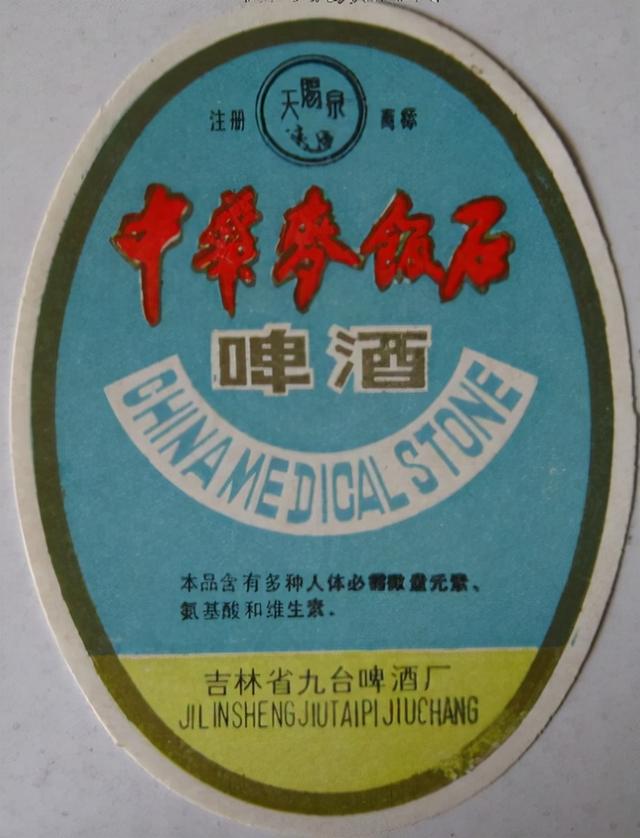 天賜泉
注册 商标
中華麥飯石
啤酒
CHINA MEDICAL STONE
本品含有多种人体必需微量元素、
氨基酸和维生素.
吉林省九台啤酒厂
JILINSHENGJIUTAIPIJIUCHANG